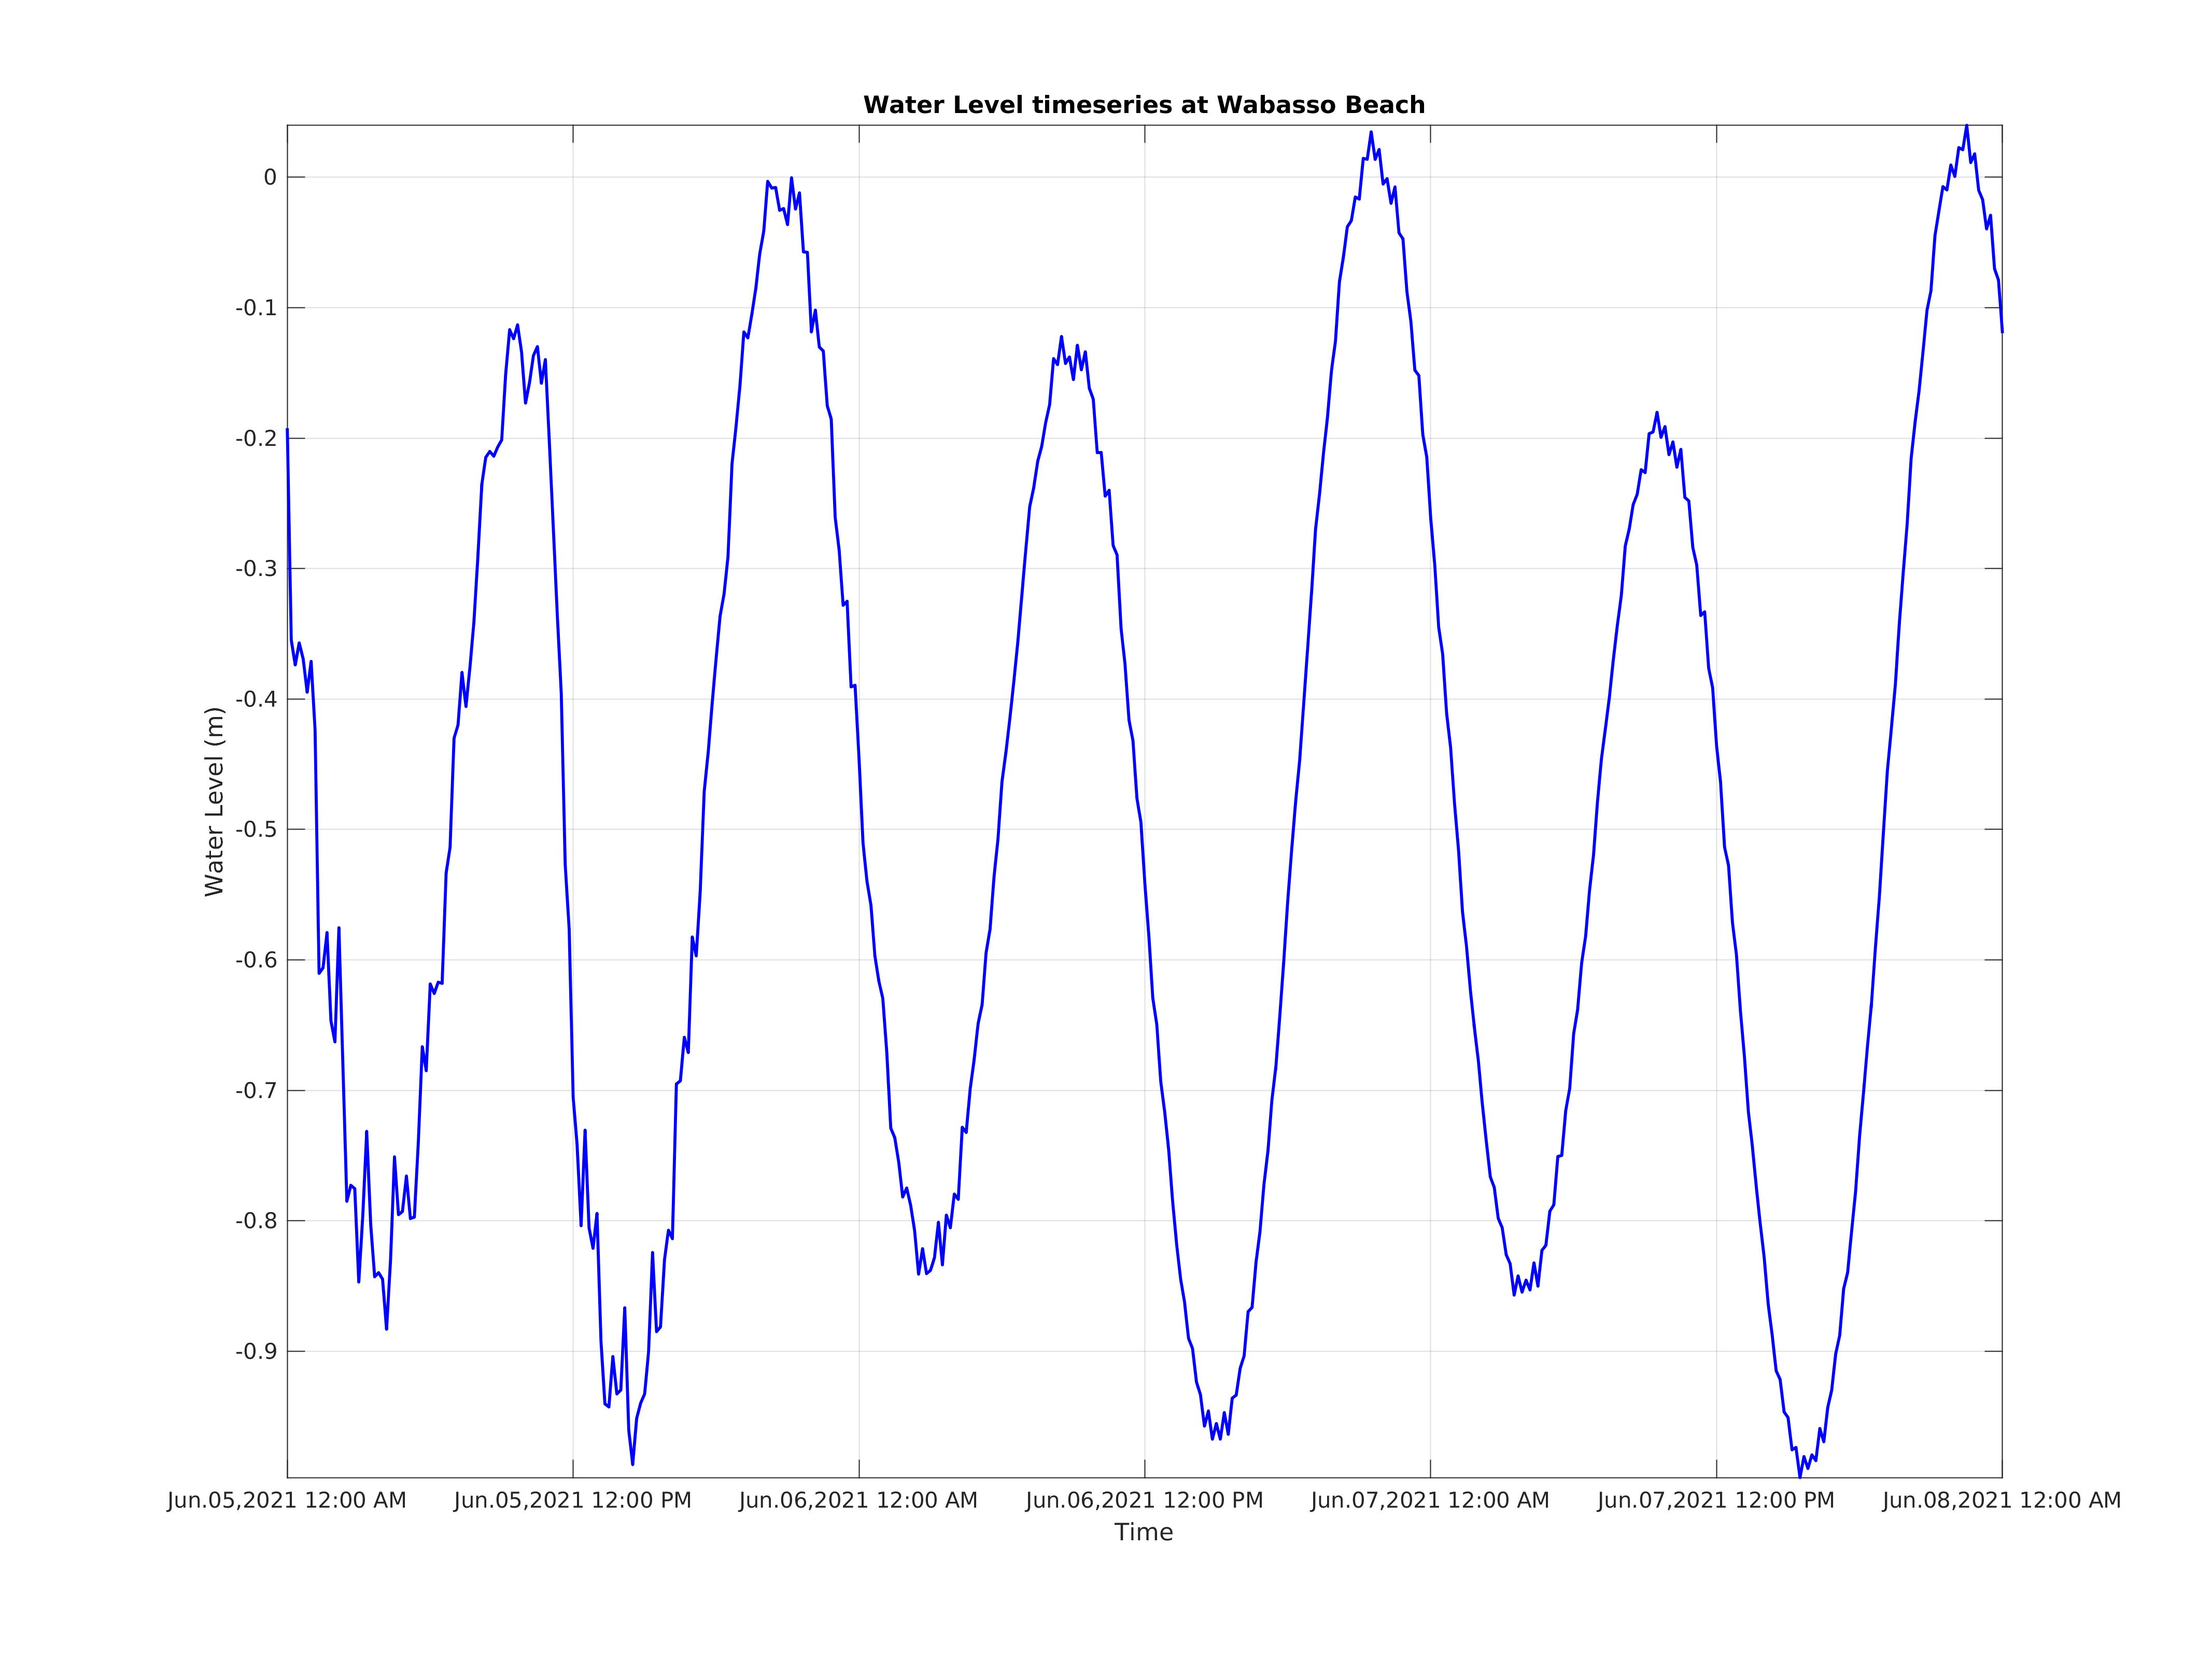 Water Level timeseries at Wabasso Beach
0
-0.1
-0.2
-0.3
-0.4
-0.5
-0.6
-0.7
-0.8
-0.9
Water Level (m)
Jun.05,2021 12:00 AM Jun.05,2021 12:00 PM Jun.06,2021 12:00 AM Jun.06,2021 12:00 PM Jun.07,2021 12:00 AM Jun.07,2021 12:00 PM Jun.08,2021 12:00 AM
Time